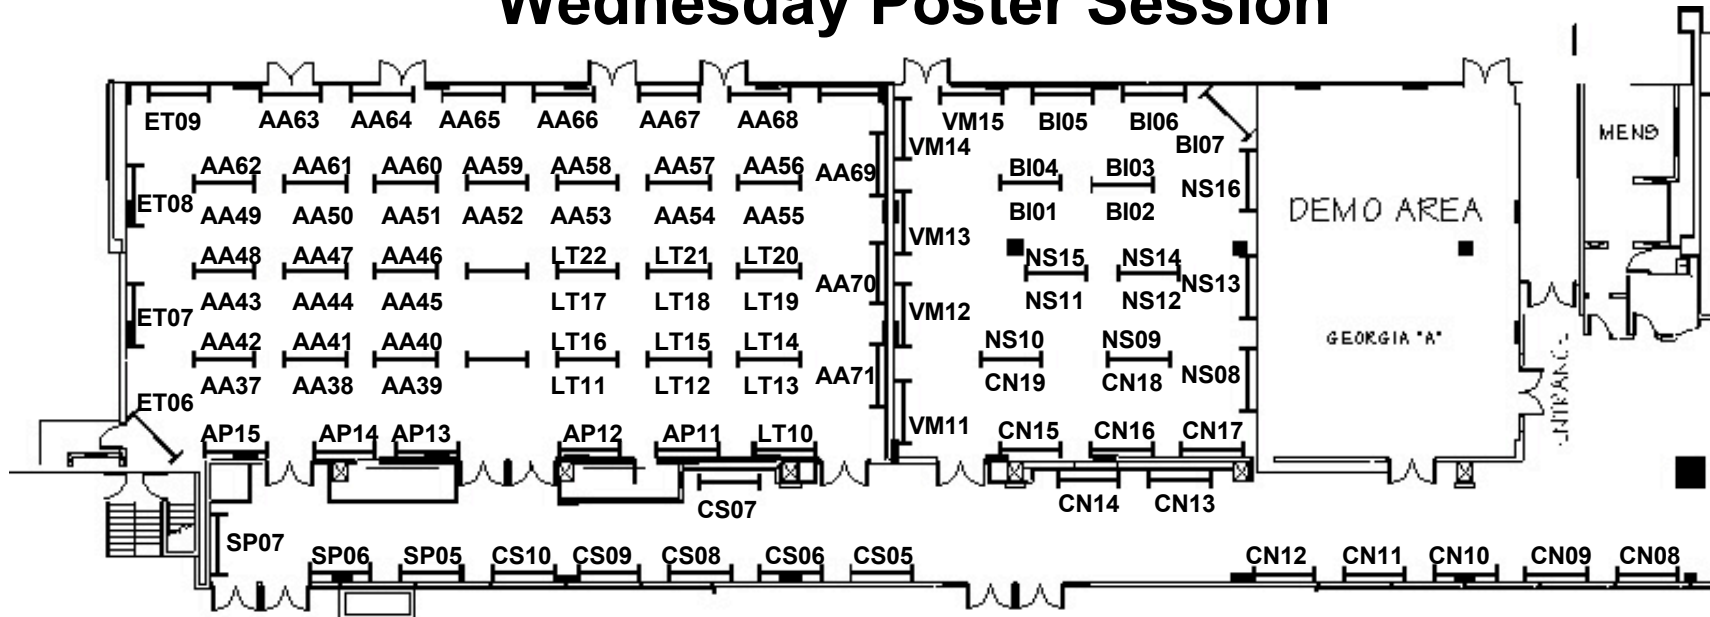 Wednesday Poster Session
ET09 AA63 AA64 AA65 AA66 AA67 AA68 VM15 BI05 BI06
VM14 BI07 MENS
AA62 AA61 AA60 AA59 AA58 AA57 AA56 AA69 BI04 BI03 NS16
ET08 AA49 AA50 AA51 AA52 AA53 AA54 AA55 BI01 BI02 DEMO AREA
VM13
AA48 AA47 AA46 LT22 LT21 LT20 NS15 NS14
AA70 NS13
ET07 AA43 AA44 AA45 LT17 LT18 LT19 VM12 NS11 NS12
AA42 AA41 AA40 LT16 LT15 LT14 NS10 NS09 GEORGIA "A"
AA71 NS08
ET06 AA37 AA38 AA39 LT11 LT12 LT13 CN19 CN18 ENTRANCE
VM11
AP15 AP14 AP13 AP12 AP11 LT10 CN15 CN16 CN17
CS07 CN14 CN13
SP07
SP06 SP05 CS10 CS09 CS08 CS06 CS05 CN12 CN11 CN10 CN09 CN08